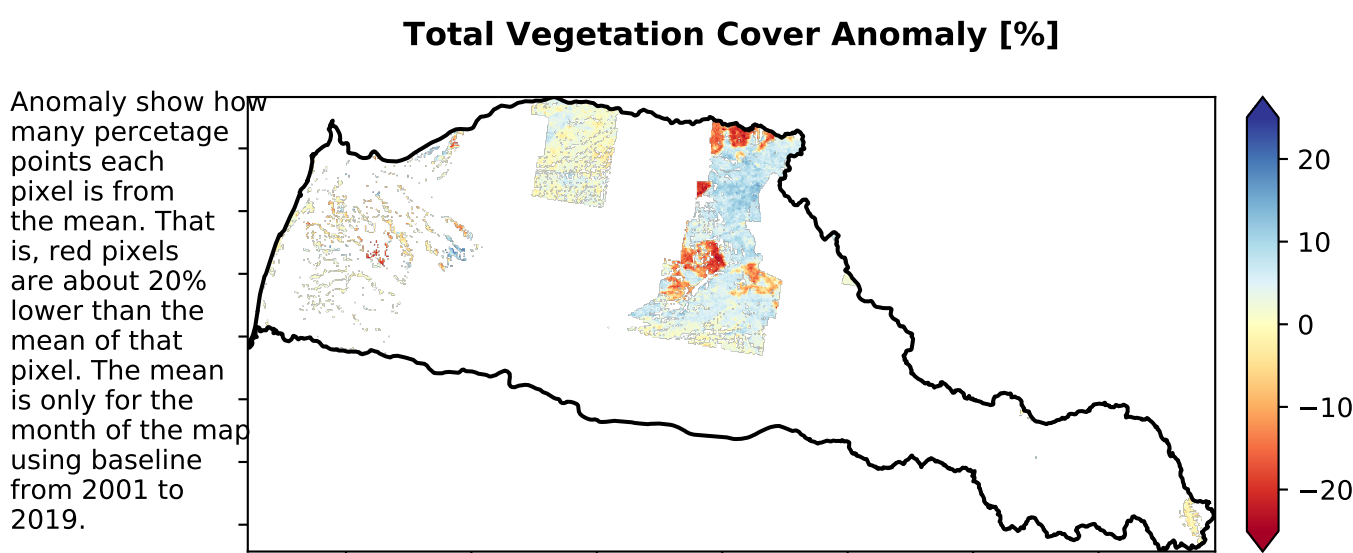 Total Vegetation Cover Anomaly [%]
Anomaly show how
many percetage
points each
pixel is from
the mean. That
is, red pixels
are about 20%
lower than the
mean of that
pixel. The mean
is only for the
month of the map
using baseline
from 2001 to
2019.
20
10
0
−10
−20